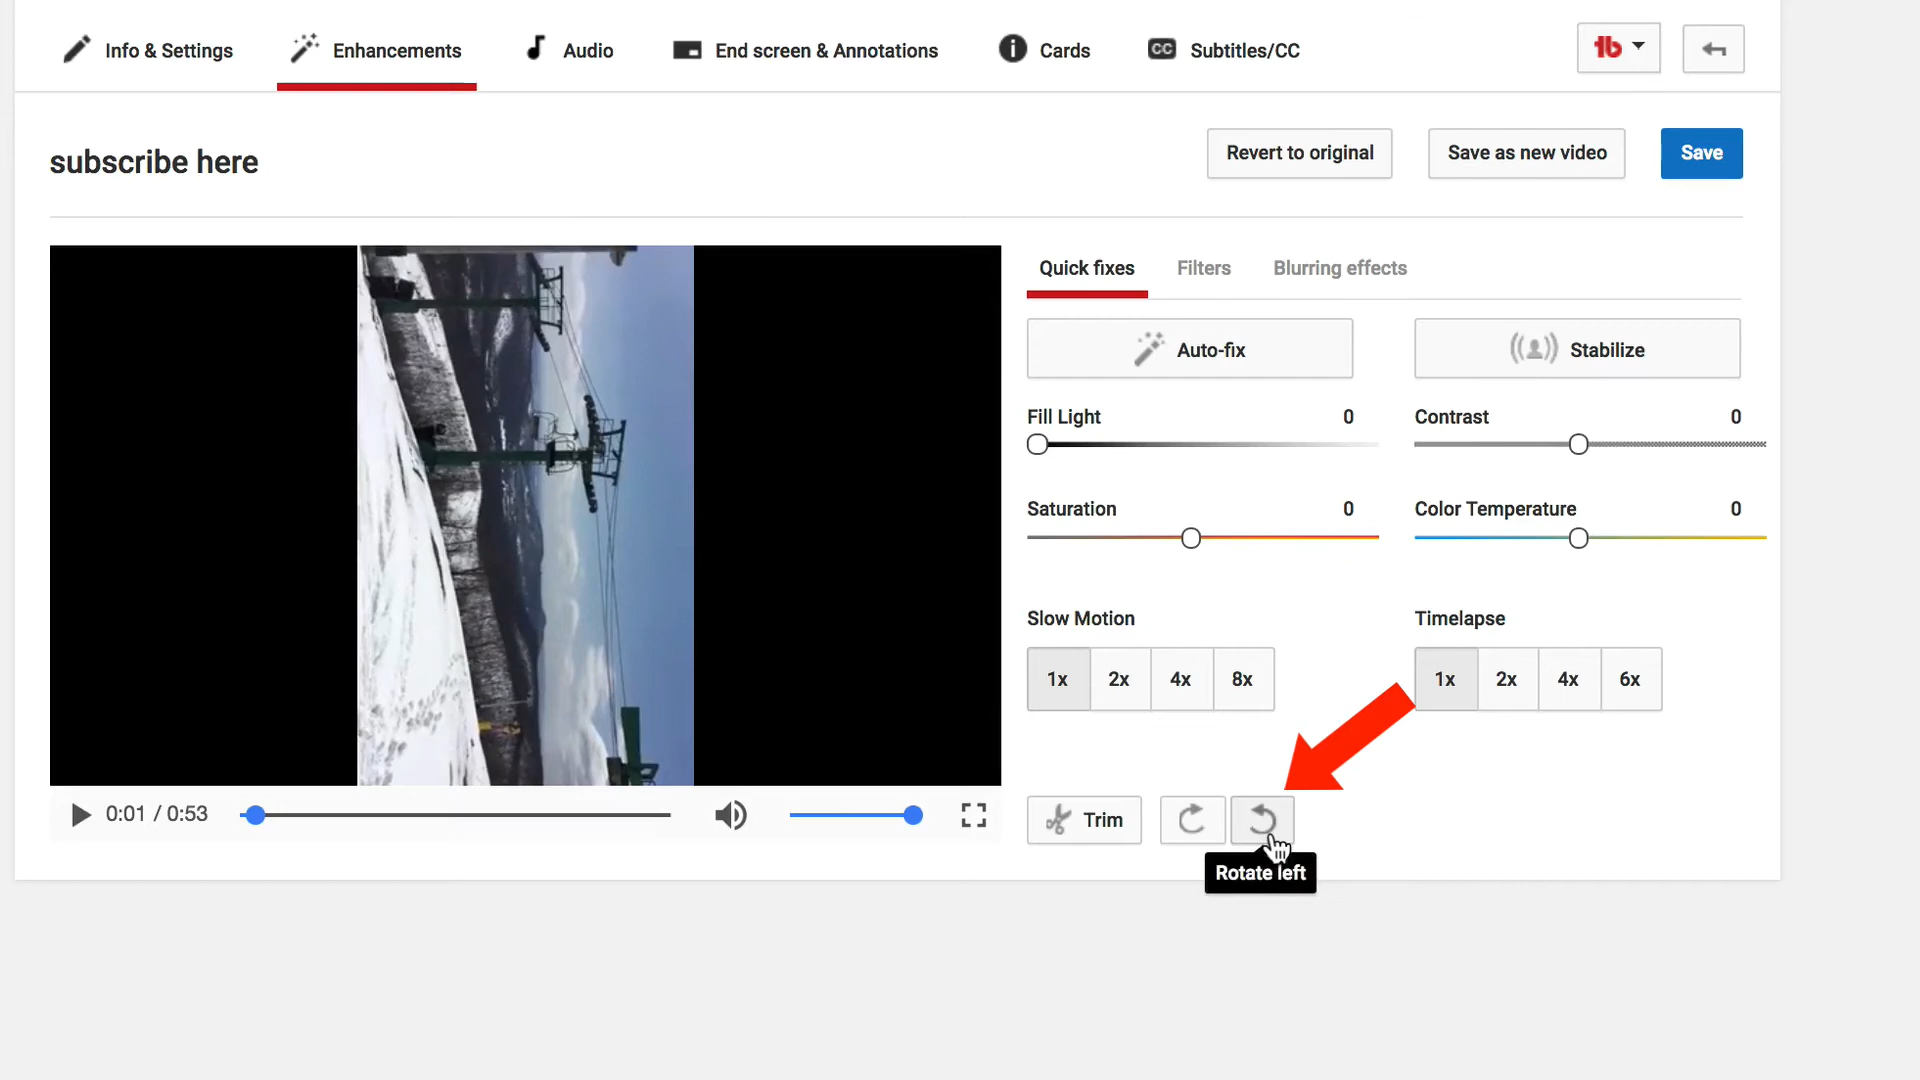 Info & Settings
Enhancements
Audio
End screen & Annotations
Cards
CC
Subtitles/CC
tb
subscribe here
Revert to original
Save as new video
Save
Quick fixes
Filters
Blurring effects
Auto-fix
Stabilize
Fill Light 0
Contrast 0
Saturation 0
Color Temperature 0
Slow Motion
Timelapse
1x 2x 4x 8x
1x 2x 4x 6x
0:01 / 0:53
Trim
Rotate left